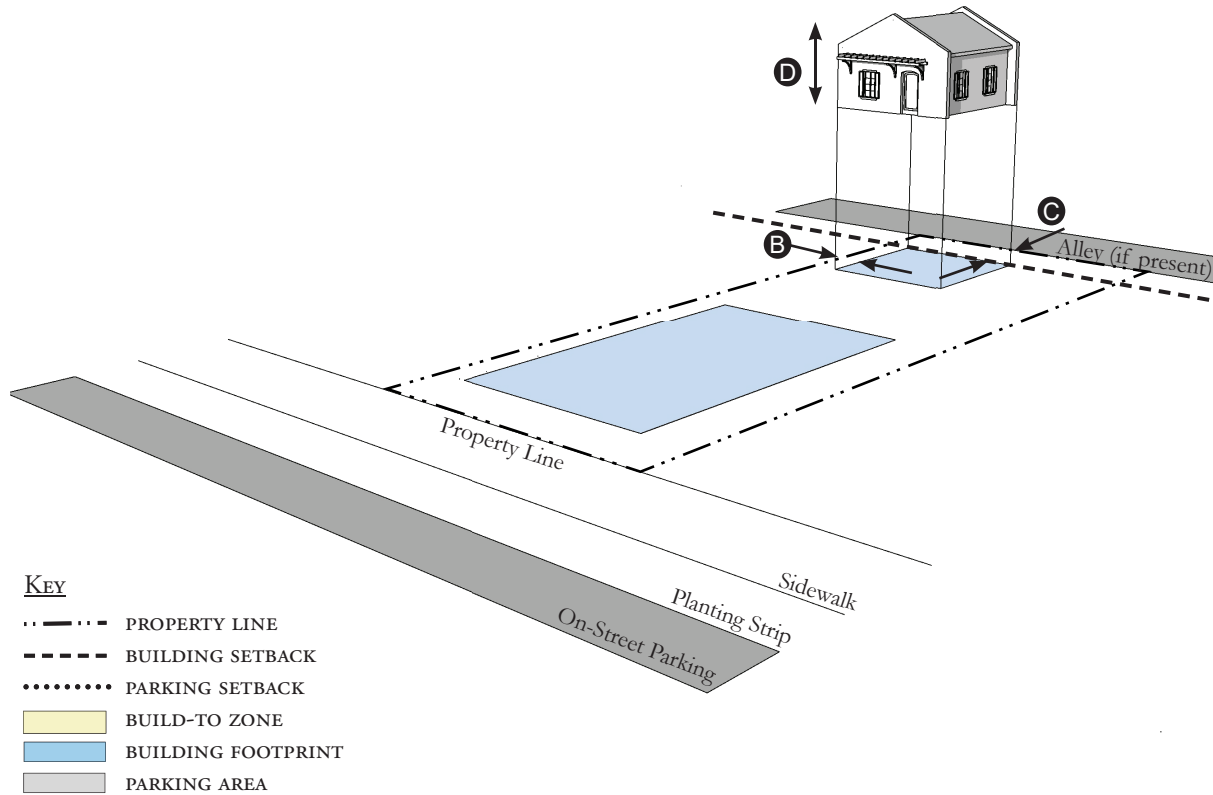 D
C
B
Alley (if present)
Property Line
Sidewalk
Planting Strip
On-Street Parking
KEY
PROPERTY LINE
BUILDING SETBACK
PARKING SETBACK
BUILD-TO ZONE
BUILDING FOOTPRINT
PARKING AREA